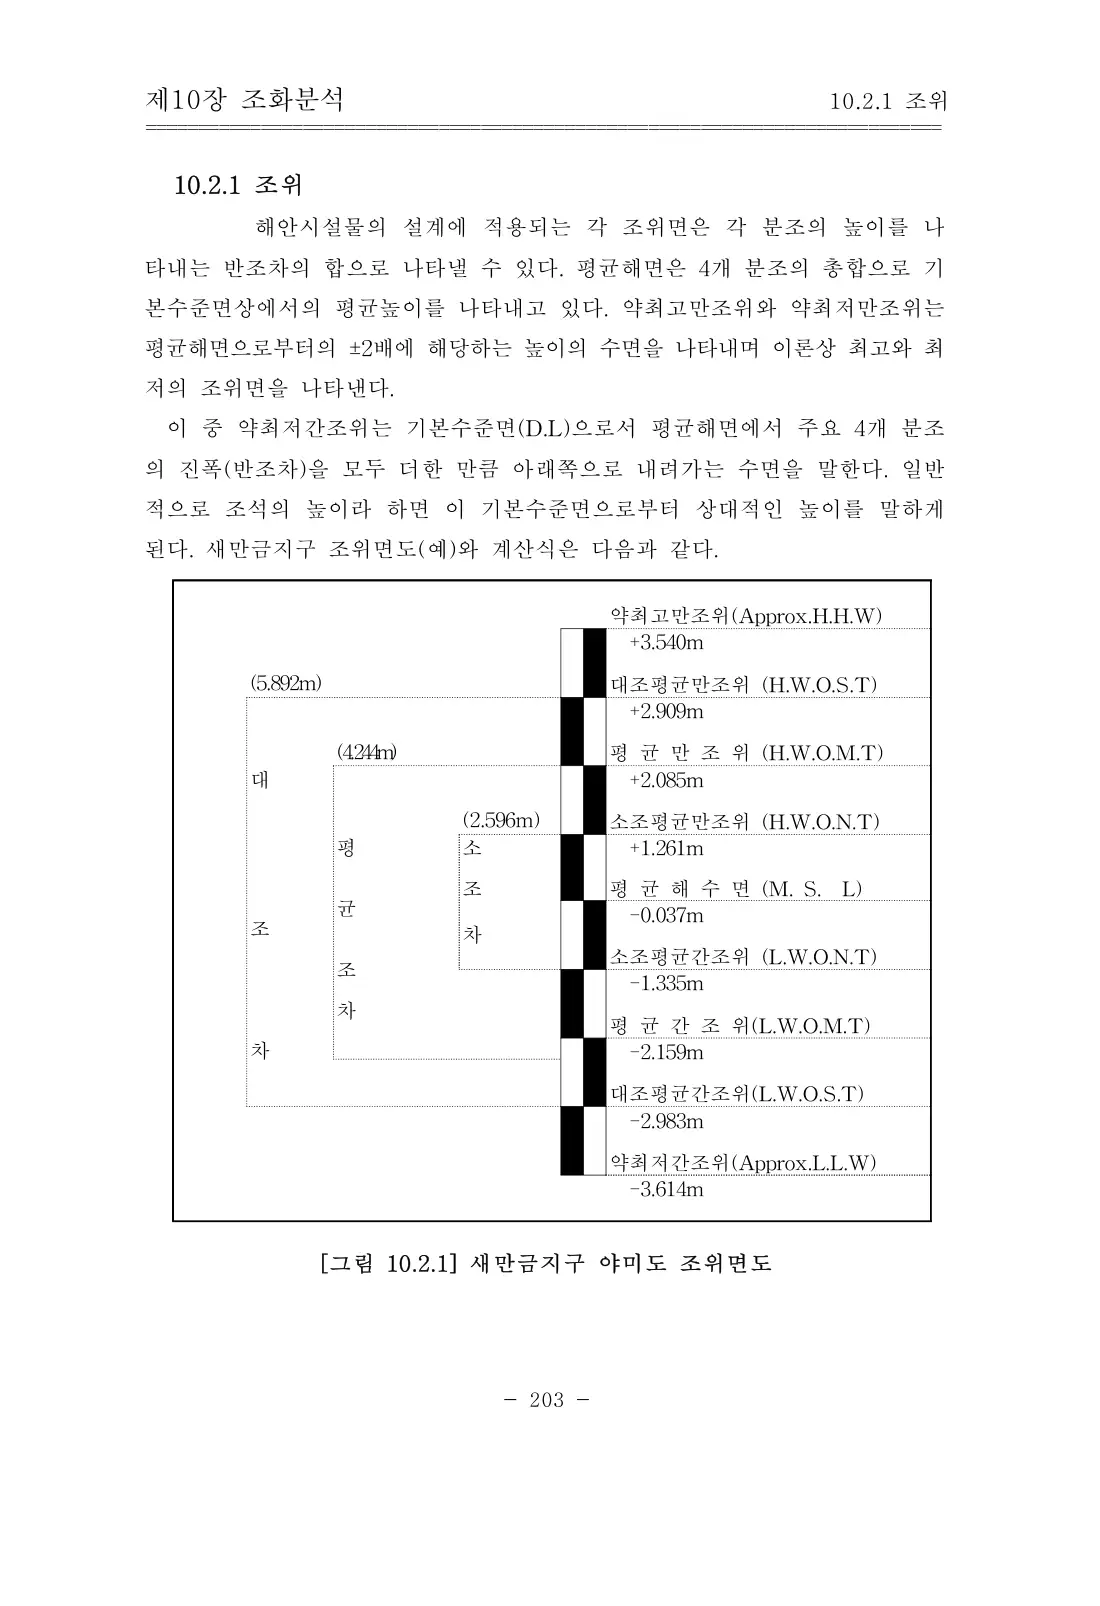 제10장 조화분석 10.2.1 조위
10.2.1 조위
해안시설물의 설계에 적용되는 각 조위면은 각 분조의 높이를 나
타내는 반조차의 합으로 나타낼 수 있다. 평균해면은 4개 분조의 총합으로 기
본수준면상에서의 평균높이를 나타내고 있다. 약최고만조위와 약최저만조위는
평균해면으로부터의 ±2배에 해당하는 높이의 수면을 나타내며 이론상 최고와 최
저의 조위면을 나타낸다.
이 중 약최저간조위는 기본수준면(D.L)으로서 평균해면에서 주요 4개 분조
의 진폭(반조차)을 모두 더한 만큼 아래쪽으로 내려가는 수면을 말한다. 일반
적으로 조석의 높이라 하면 이 기본수준면으로부터 상대적인 높이를 말하게
된다. 새만금지구 조위면도(예)와 계산식은 다음과 같다.
약최고만조위(Approx.H.H.W)
+3.540m
(5.892m) 대조평균만조위 (H.W.O.S.T)
+2.909m
(4.244m) 평 균 만 조 위 (H.W.O.M.T)
대 +2.085m
(2.596m) 소조평균만조위 (H.W.O.N.T)
평 소 +1.261m
조 평 균 해 수 면 (M. S. L)
균 -0.037m
조 차
소조평균간조위 (L.W.O.N.T)
조 -1.335m
차 평 균 간 조 위(L.W.O.M.T)
차 -2.159m
대조평균간조위(L.W.O.S.T)
-2.983m
약최저간조위(Approx.L.L.W)
-3.614m
[그림 10.2.1] 새만금지구 야미도 조위면도
- 203 -